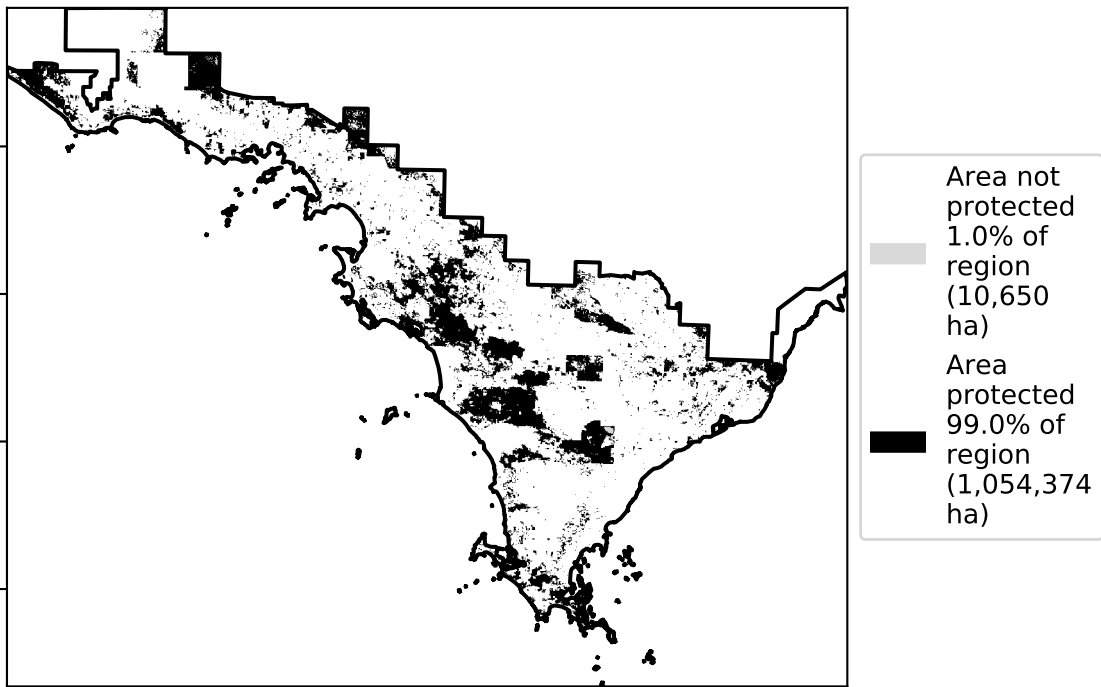 Area not
protected
1.0% of
region
(10,650
ha)
Area
protected
99.0% of
region
(1,054,374
ha)